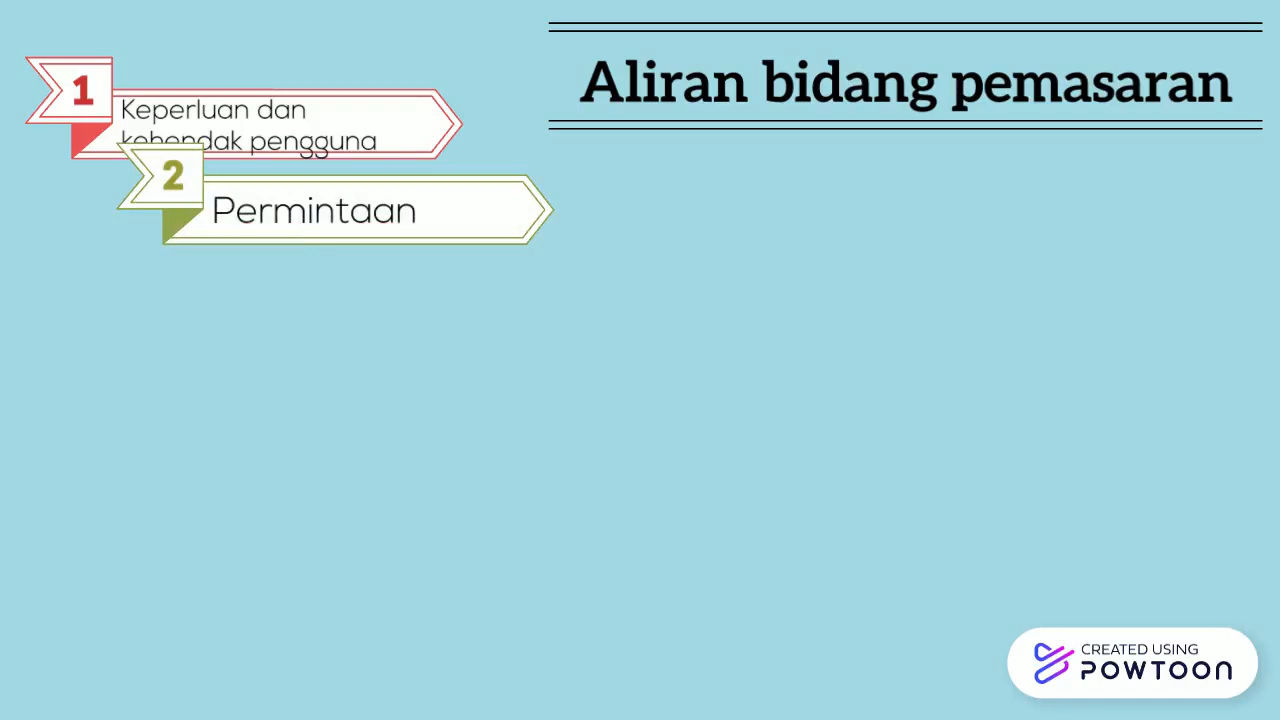 Aliran bidang pemasaran
1
Keperluan dan
kehendak pengguna
2
Permintaan
CREATED USING
POWTOON